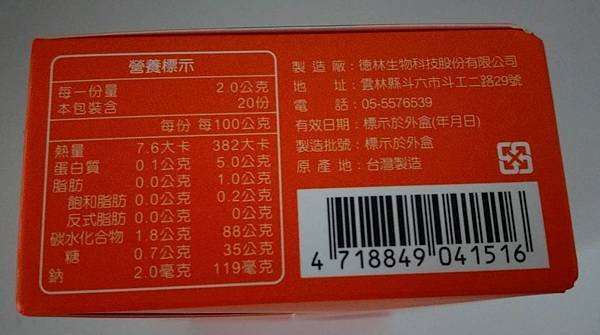 營養標示
每一份量 2.0公克
本包裝含 20份
每份 每100公克
熱量 7.6大卡 382大卡
蛋白質 0.1公克 5.0公克
脂肪 0.0公克 1.0公克
飽和脂肪 0.0公克 0.2公克
反式脂肪 0.0公克 0公克
碳水化合物 1.8公克 88公克
糖 0.7公克 35公克
鈉 2.0毫克 119毫克
製造廠：德林生物科技股份有限公司
地址：雲林縣斗六市斗工二路29號
電話：05-5576539
有效日期：標示於外盒(年月日)
製造批號：標示於外盒
原產地：台灣製造
4 718849 041516